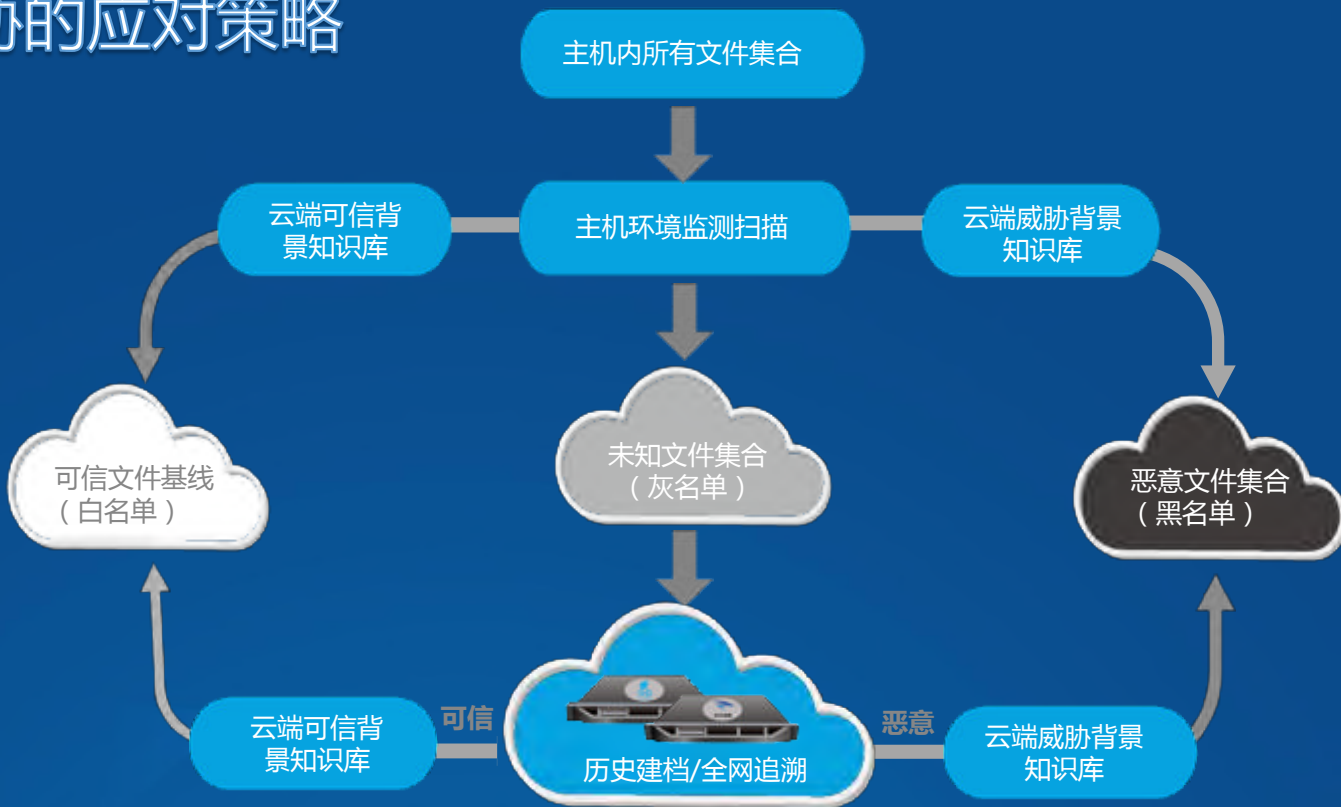 胁的应对策略
主机内所有文件集合
云端可信背
景知识库
主机环境监测扫描
云端威胁背景
知识库
可信文件基线
（白名单）
未知文件集合
（灰名单）
恶意文件集合
（黑名单）
云端可信背
景知识库
可信
历史建档/全网追溯
恶意
云端威胁背景
知识库